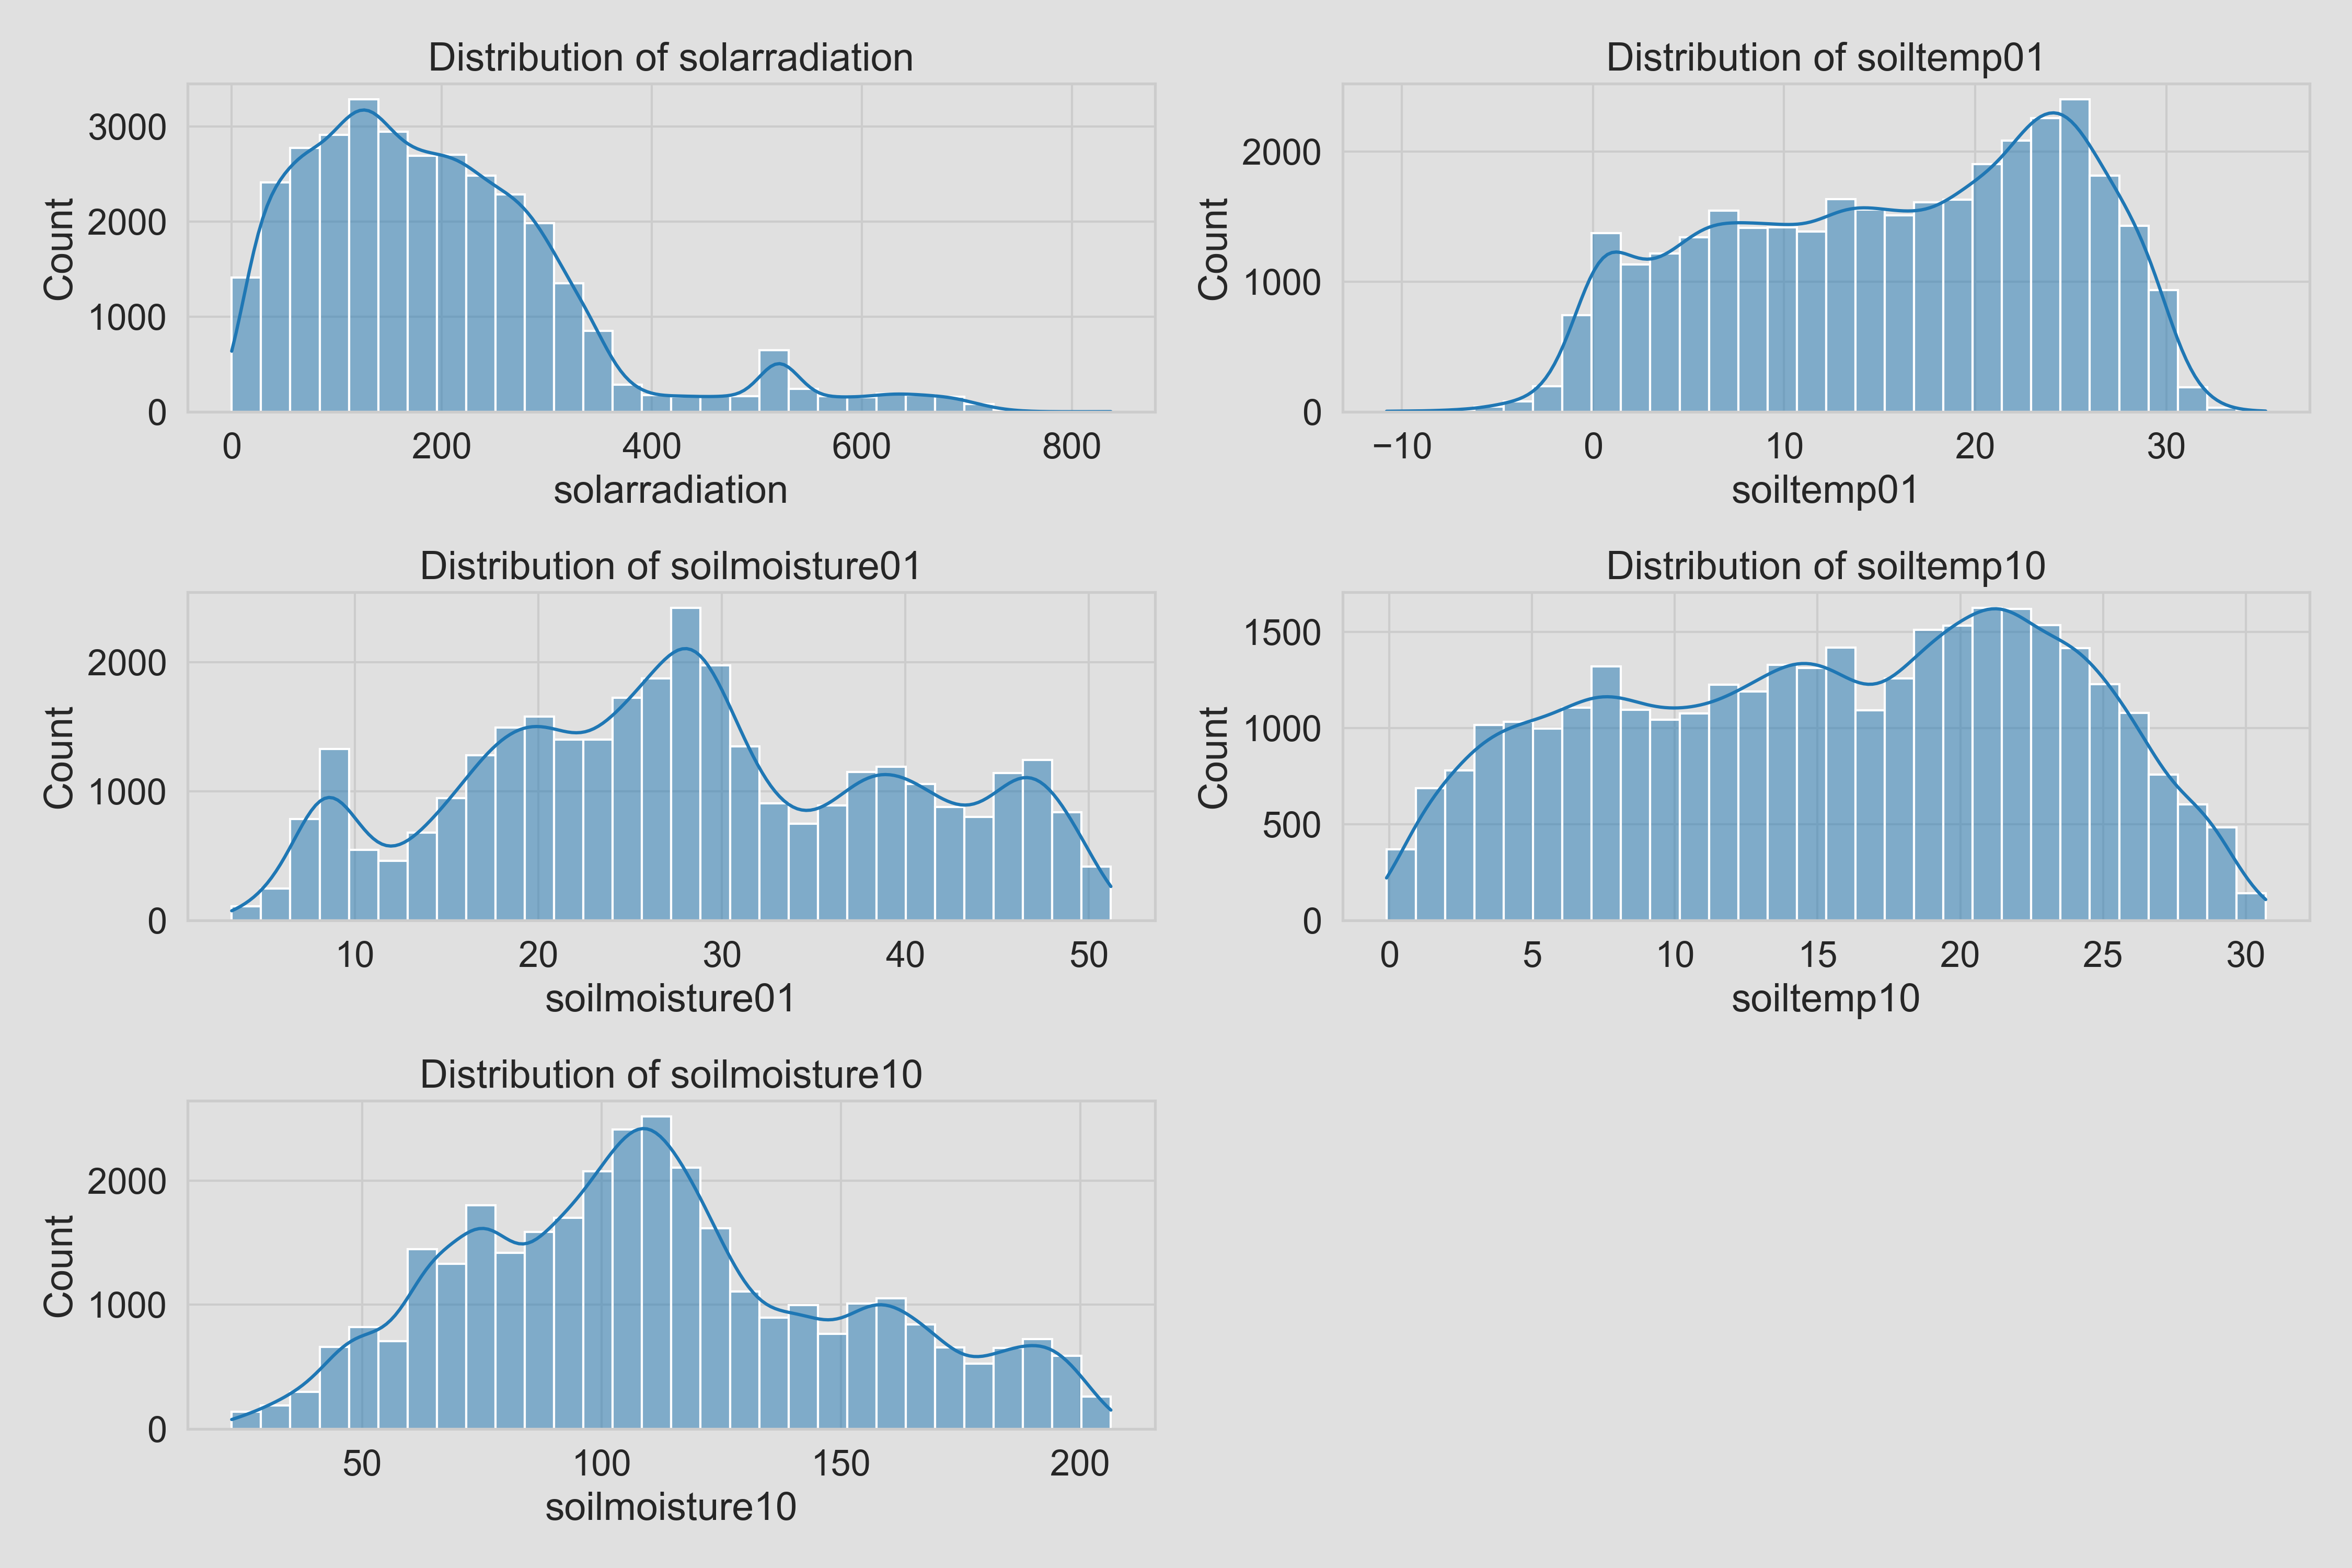 Distribution of solarradiation
Count
3000
2000
1000
0
0 200 400 600 800
solarradiation
Distribution of soiltemp01
Count
2000
1000
0
−10 0 10 20 30
soiltemp01
Distribution of soilmoisture01
Count
2000
1000
0
10 20 30 40 50
soilmoisture01
Distribution of soiltemp10
Count
1500
1000
500
0
0 5 10 15 20 25 30
soiltemp10
Distribution of soilmoisture10
Count
2000
1000
0
50 100 150 200
soilmoisture10